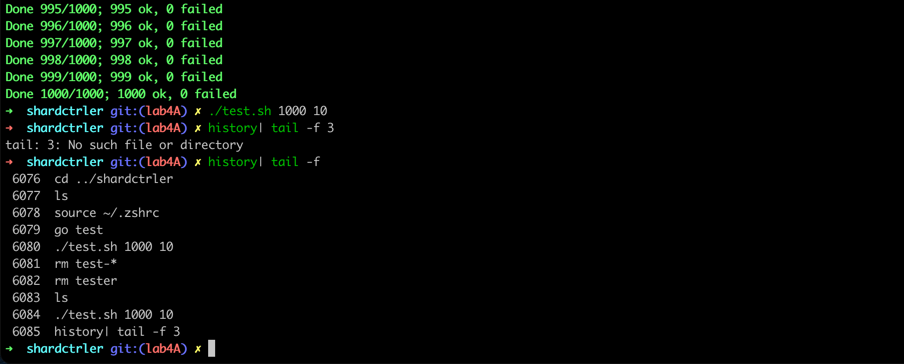 Done 995/1000; 995 ok, 0 failed
Done 996/1000; 996 ok, 0 failed
Done 997/1000; 997 ok, 0 failed
Done 998/1000; 998 ok, 0 failed
Done 999/1000; 999 ok, 0 failed
Done 1000/1000; 1000 ok, 0 failed
➜  shardctrler git:(lab4A) ✗ ./test.sh 1000 10
➜  shardctrler git:(lab4A) ✗ history| tail -f 3
tail: 3: No such file or directory
➜  shardctrler git:(lab4A) ✗ history| tail -f
 6076  cd ../shardctrler
 6077  ls
 6078  source ~/.zshrc
 6079  go test
 6080  ./test.sh 1000 10
 6081  rm test-*
 6082  rm tester
 6083  ls
 6084  ./test.sh 1000 10
 6085  history| tail -f 3
➜  shardctrler git:(lab4A) ✗